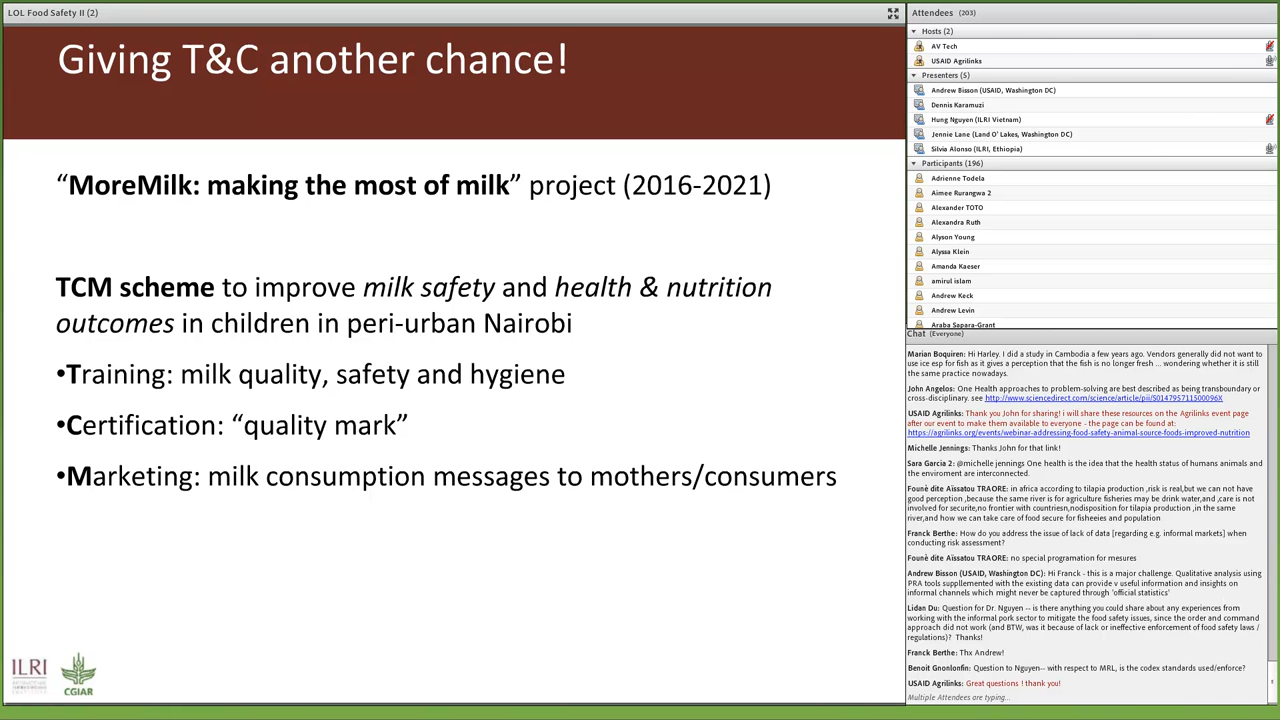 LOL Food Safety II (2)
Giving T&C another chance!
“MoreMilk: making the most of milk” project (2016-2021)
TCM scheme to improve milk safety and health & nutrition
outcomes in children in peri-urban Nairobi
•Training: milk quality, safety and hygiene
•Certification: “quality mark”
•Marketing: milk consumption messages to mothers/consumers
ILRI
CGIAR
Attendees (203)
Hosts (2)
AV Tech
USAID Agrilinks
Presenters (5)
Andrew Bisson (USAID, Washington DC)
Dennis Karamuzi
Hung Nguyen (ILRI Vietnam)
Jennie Lane (Land O' Lakes, Washington DC)
Silvia Alonso (ILRI, Ethiopia)
Participants (196)
Adrienne Todela
Aimee Rurangwa 2
Alexander TOTO
Alexandra Ruth
Alyson Young
Alyssa Klein
Amanda Kaeser
amirul islam
Andrew Keck
Andrew Levin
Araba Sapara-Grant
Chat (Everyone)
Marian Boquiren: Hi Harley. I did a study in Cambodia a few years ago. Vendors generally did not want to
use ice esp for fish as it gives a perception that the fish is no longer fresh ... wondering whether it is still
the same practice nowadays.
John Angelos: One Health approaches to problem-solving are best described as being transboundary or
cross-disciplinary. see http://www.sciencedirect.com/science/article/pii/S014795711500096X
USAID Agrilinks: Thank you John for sharing! i will share these resources on the Agrilinks event page
after our event to make them available to everyone - the page can be found at:
https://agrilinks.org/events/webinar-addressing-food-safety-animal-source-foods-improved-nutrition
Michelle Jennings: Thanks John for that link!
Sara Garcia 2: @michelle jennings One health is the idea that the health status of humans animals and
the enviroment are interconnected.
Founè dite Aïssatou TRAORE: in africa according to tilapia production ,risk is real,but we can not have
good perception ,because the same river is for agriculture fisheries may be drink water,and ,care is not
involved for securite,no frontier with countriesn,nodisposition for tilapia production ,in the same
river,and how we can take care of food secure for fisheeies and population
Franck Berthe: How do you address the issue of lack of data [regarding e.g. informal markets] when
conducting risk assessment?
Founè dite Aïssatou TRAORE: no special programation for mesures
Andrew Bisson (USAID, Washington DC): Hi Franck - this is a major challenge. Qualitative analysis using
PRA tools suppllemented with the existing data can provide v useful information and insights on
informal channels which might never be captured through 'official statistics'
Lidan Du: Question for Dr. Nguyen -- is there anything you could share about any experiences from
working with the informal pork sector to mitigate the food safety issues, since the order and command
approach did not work (and BTW, was it because of lack or ineffective enforcement of food safety laws /
regulations)? Thanks!
Franck Berthe: Thx Andrew!
Benoit Gnonlonfin: Question to Nguyen-- with respect to MRL, is the codex standards used/enforce?
USAID Agrilinks: Great questions ! thank you!
Multiple Attendees are typing...